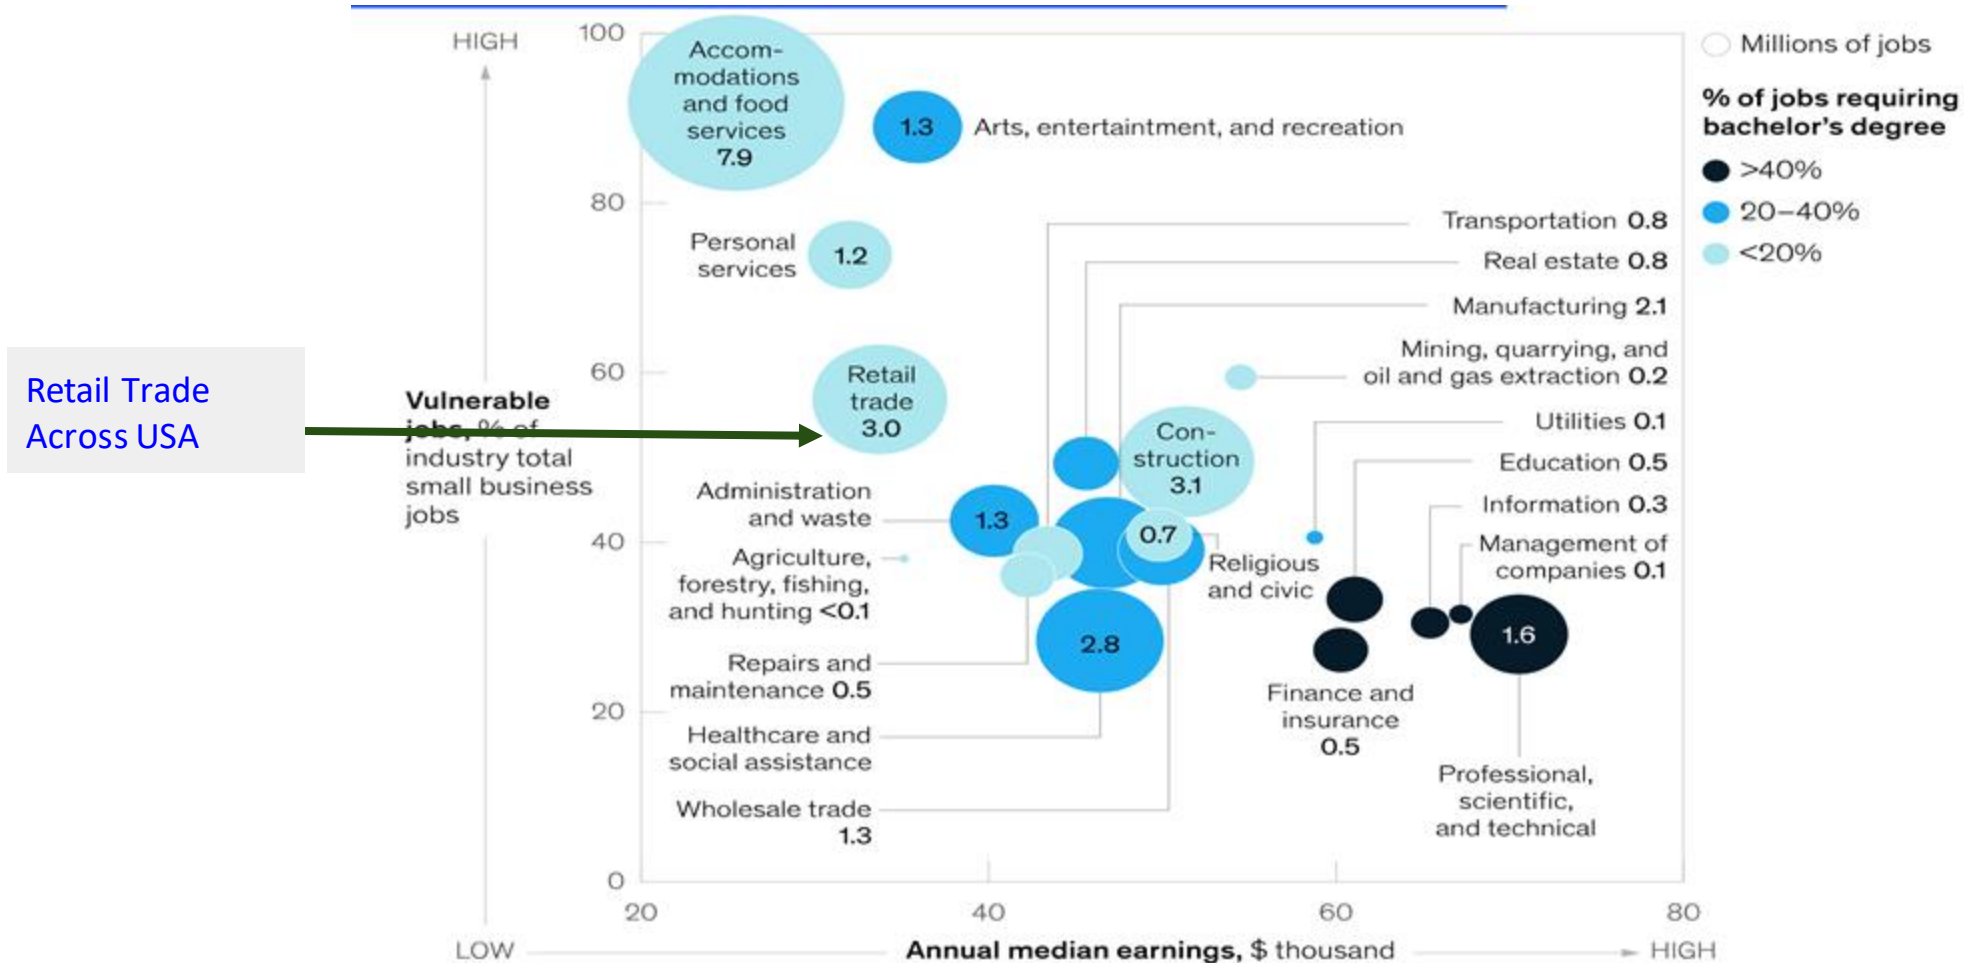 HIGH
100
80
60
40
20
0
Vulnerable
jobs, % of
industry total
small business
jobs
LOW
Retail Trade
Across USA
Accom-
modations
and food
services
7.9
1.3
Arts, entertaintment, and recreation
Personal
services
1.2
Retail
trade
3.0
Administration
and waste
1.3
Agriculture,
forestry, fishing,
and hunting <0.1
Repairs and
maintenance 0.5
Healthcare and
social assistance
2.8
Wholesale trade
1.3
Transportation 0.8
Real estate 0.8
Manufacturing 2.1
Mining, quarrying, and
oil and gas extraction 0.2
Con-
struction
3.1
0.7
Religious
and civic
Utilities 0.1
Education 0.5
Information 0.3
Management of
companies 0.1
1.6
Finance and
insurance
0.5
Professional,
scientific,
and technical
20
40
60
80
Annual median earnings, $ thousand
HIGH
Millions of jobs
% of jobs requiring
bachelor's degree
>40%
20–40%
<20%